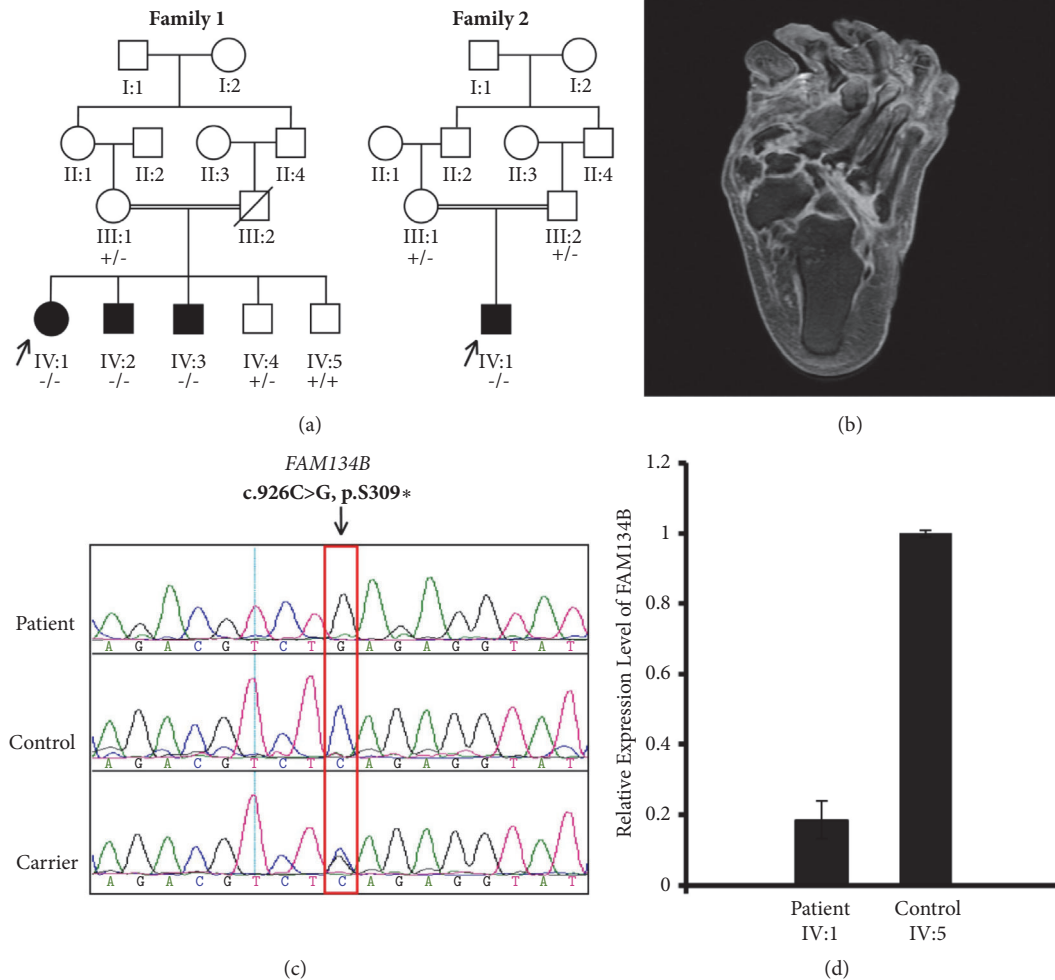 Family 1
Family 2
I:1 I:2
I:1 I:2
II:1 II:2 II:3 II:4
II:1 II:2 II:3 II:4
III:1 III:2
+/-
III:1 III:2
+/- +/-
IV:1 IV:2 IV:3 IV:4 IV:5
-/- -/- -/- +/- +/+
IV:1
-/-
(a)
(b)
FAM134B
c.926C>G, p.S309*
Patient
A G A C G T C T G A G A G G T A T
Control
A G A C G T C T C A G A G G T A T
Carrier
A G A C G T C T C A G A G G T A T
(c)
Relative Expression Level of FAM134B
1.2
1
0.8
0.6
0.4
0.2
0
Patient Control
IV:1 IV:5
(d)